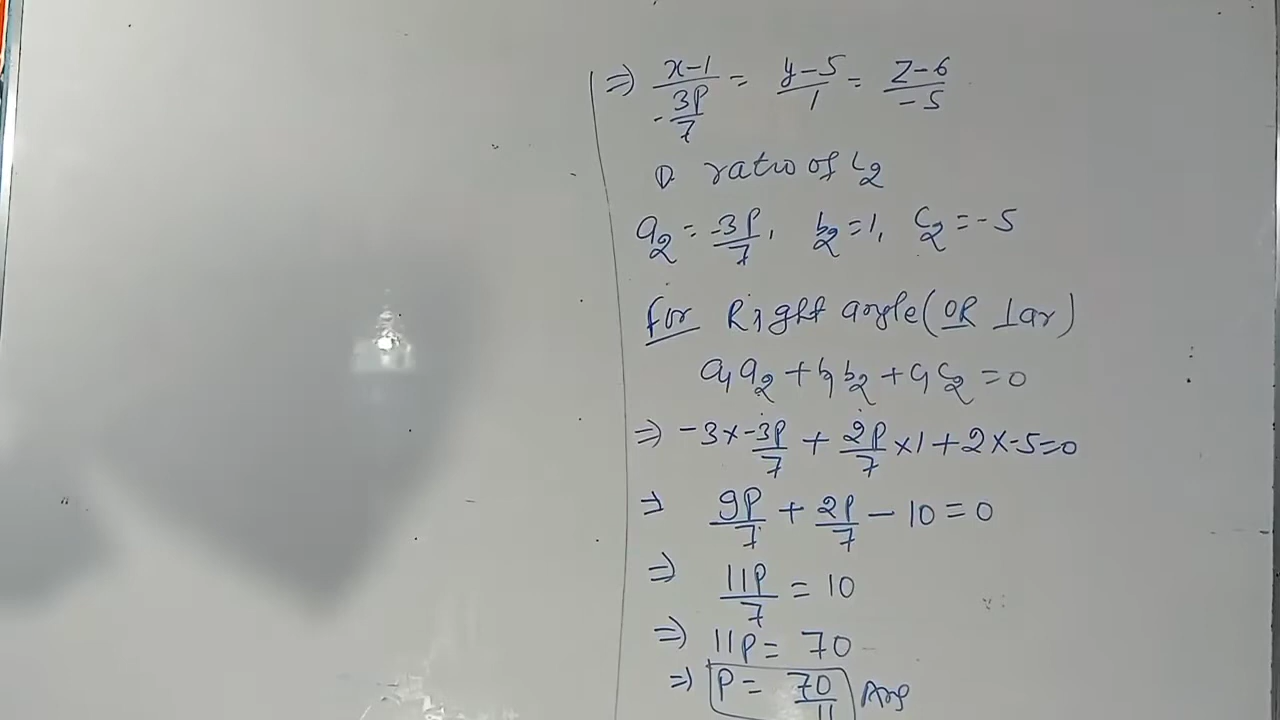 => x-1/-3P/7 = y-5/1 = z-6/-5
D ratio of L2
a2 = -3P/7, b2 = 1, c2 = -5
for Right angle (OR ⊥ar)
a1a2 + b1b2 + c1c2 = 0
=> -3 x -3P/7 + 2P/7 x 1 + 2 x -5 = 0
=> 9P/7 + 2P/7 - 10 = 0
=> 11P/7 = 10
=> 11P = 70
=> P = 70/11 Ans